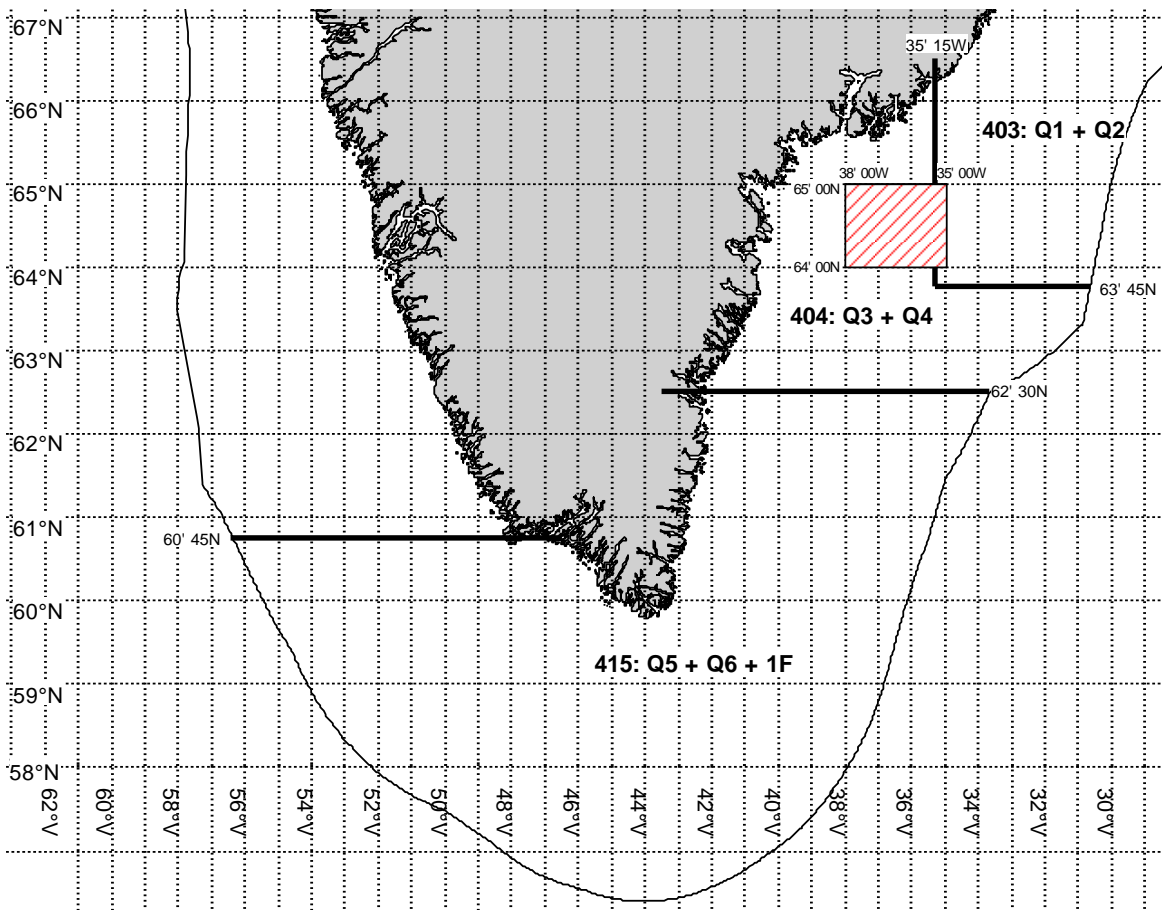 67°N
35' 15W
66°N
403: Q1 + Q2
38' 00W
35' 00W
65°N
65' 00N
64°N
64' 00N
63' 45N
404: Q3 + Q4
63°N
62' 30N
62°N
61°N
60' 45N
60°N
415: Q5 + Q6 + 1F
59°N
58°N
62°V
60°V
58°V
56°V
54°V
52°V
50°V
48°V
46°V
44°V
42°V
40°V
38°V
36°V
34°V
32°V
30°V